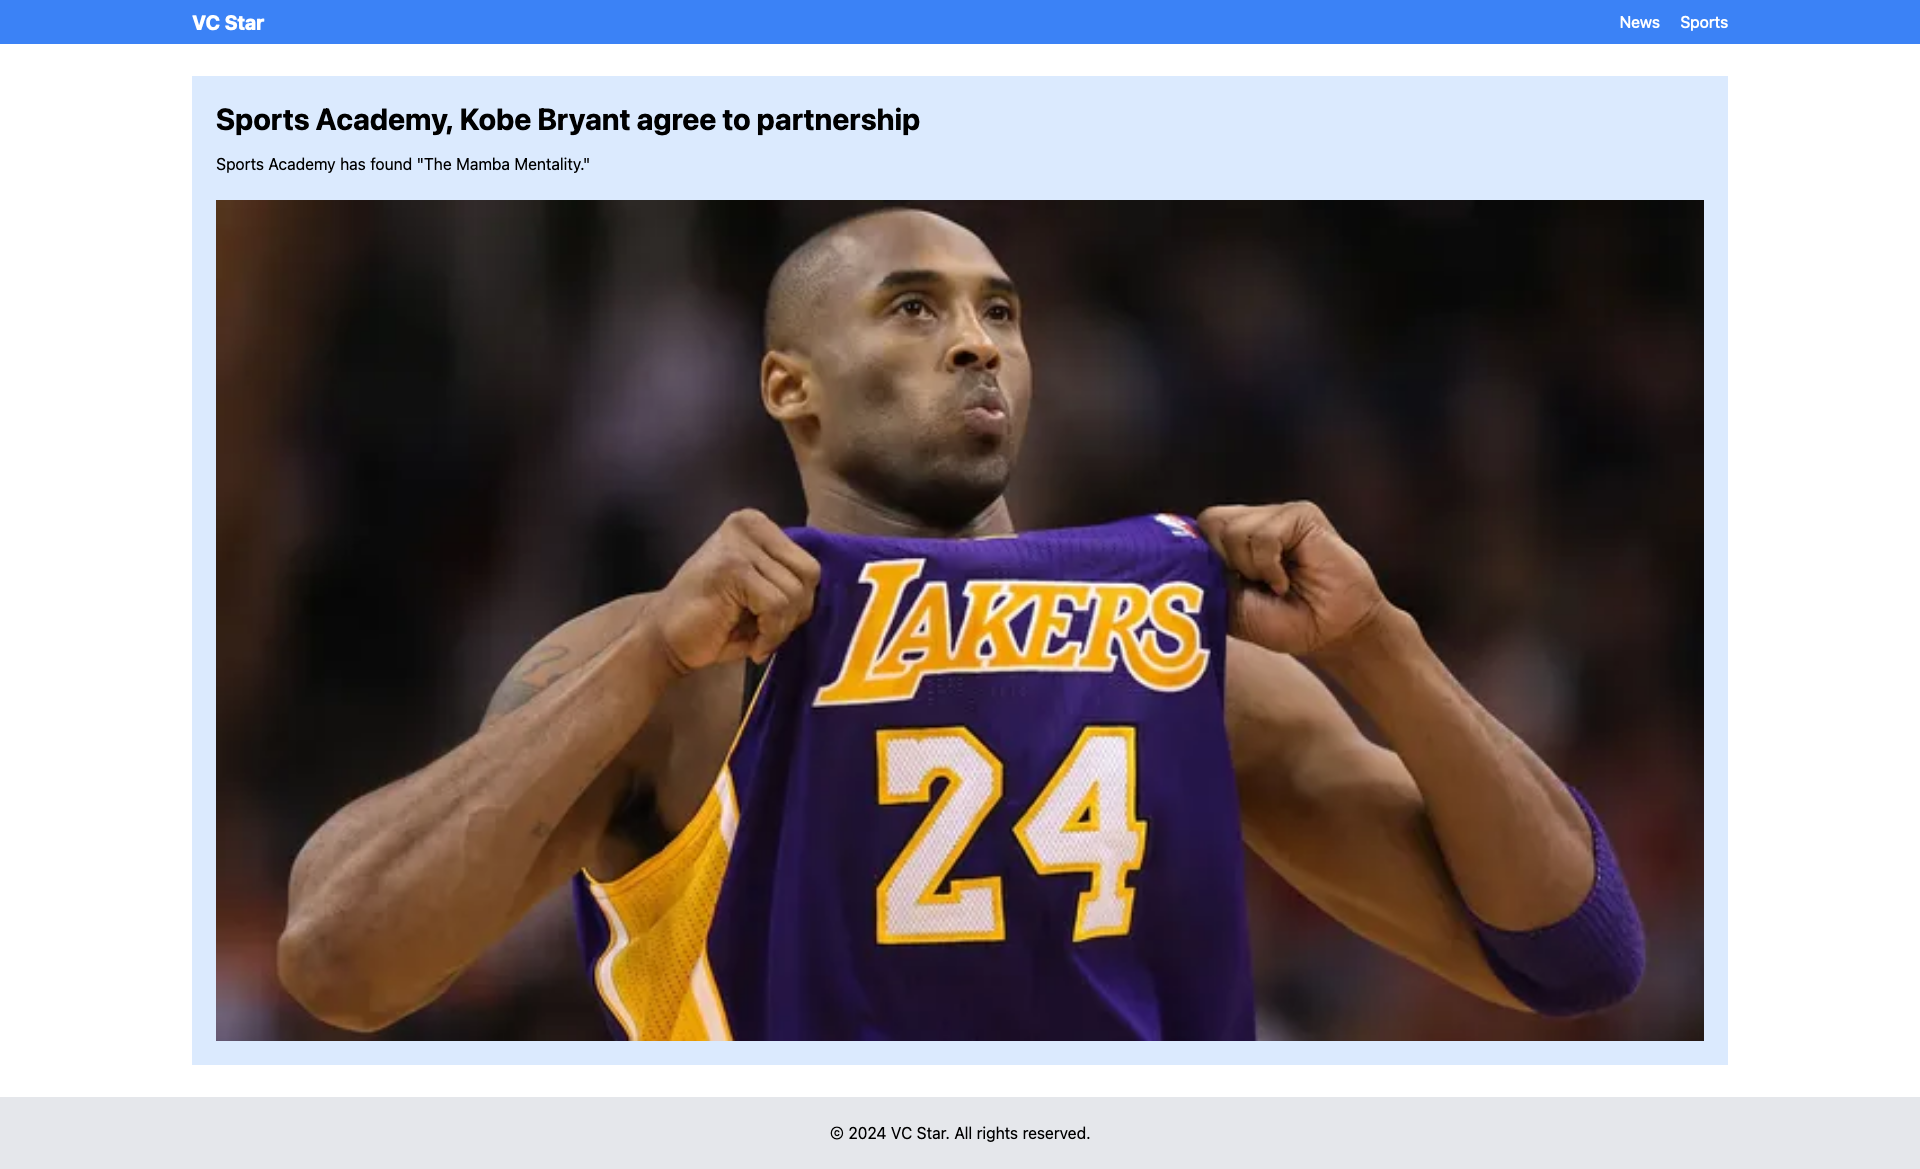 VC Star
News
Sports
Sports Academy, Kobe Bryant agree to partnership
Sports Academy has found "The Mamba Mentality."
LAKERS
24
© 2024 VC Star. All rights reserved.